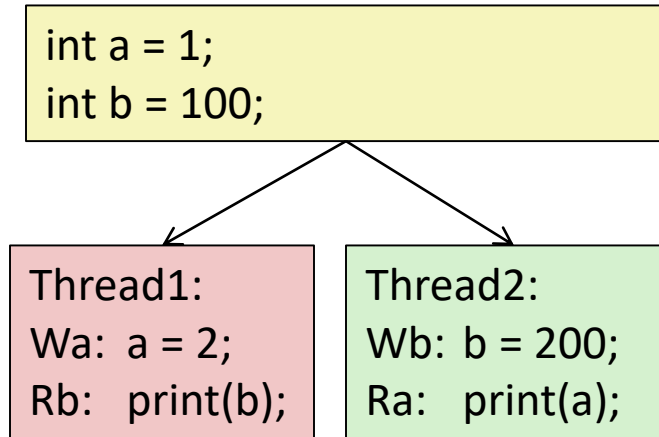 int a = 1;
int b = 100;
Thread1:
Wa: a = 2;
Rb: print(b);
Thread2:
Wb: b = 200;
Ra: print(a);